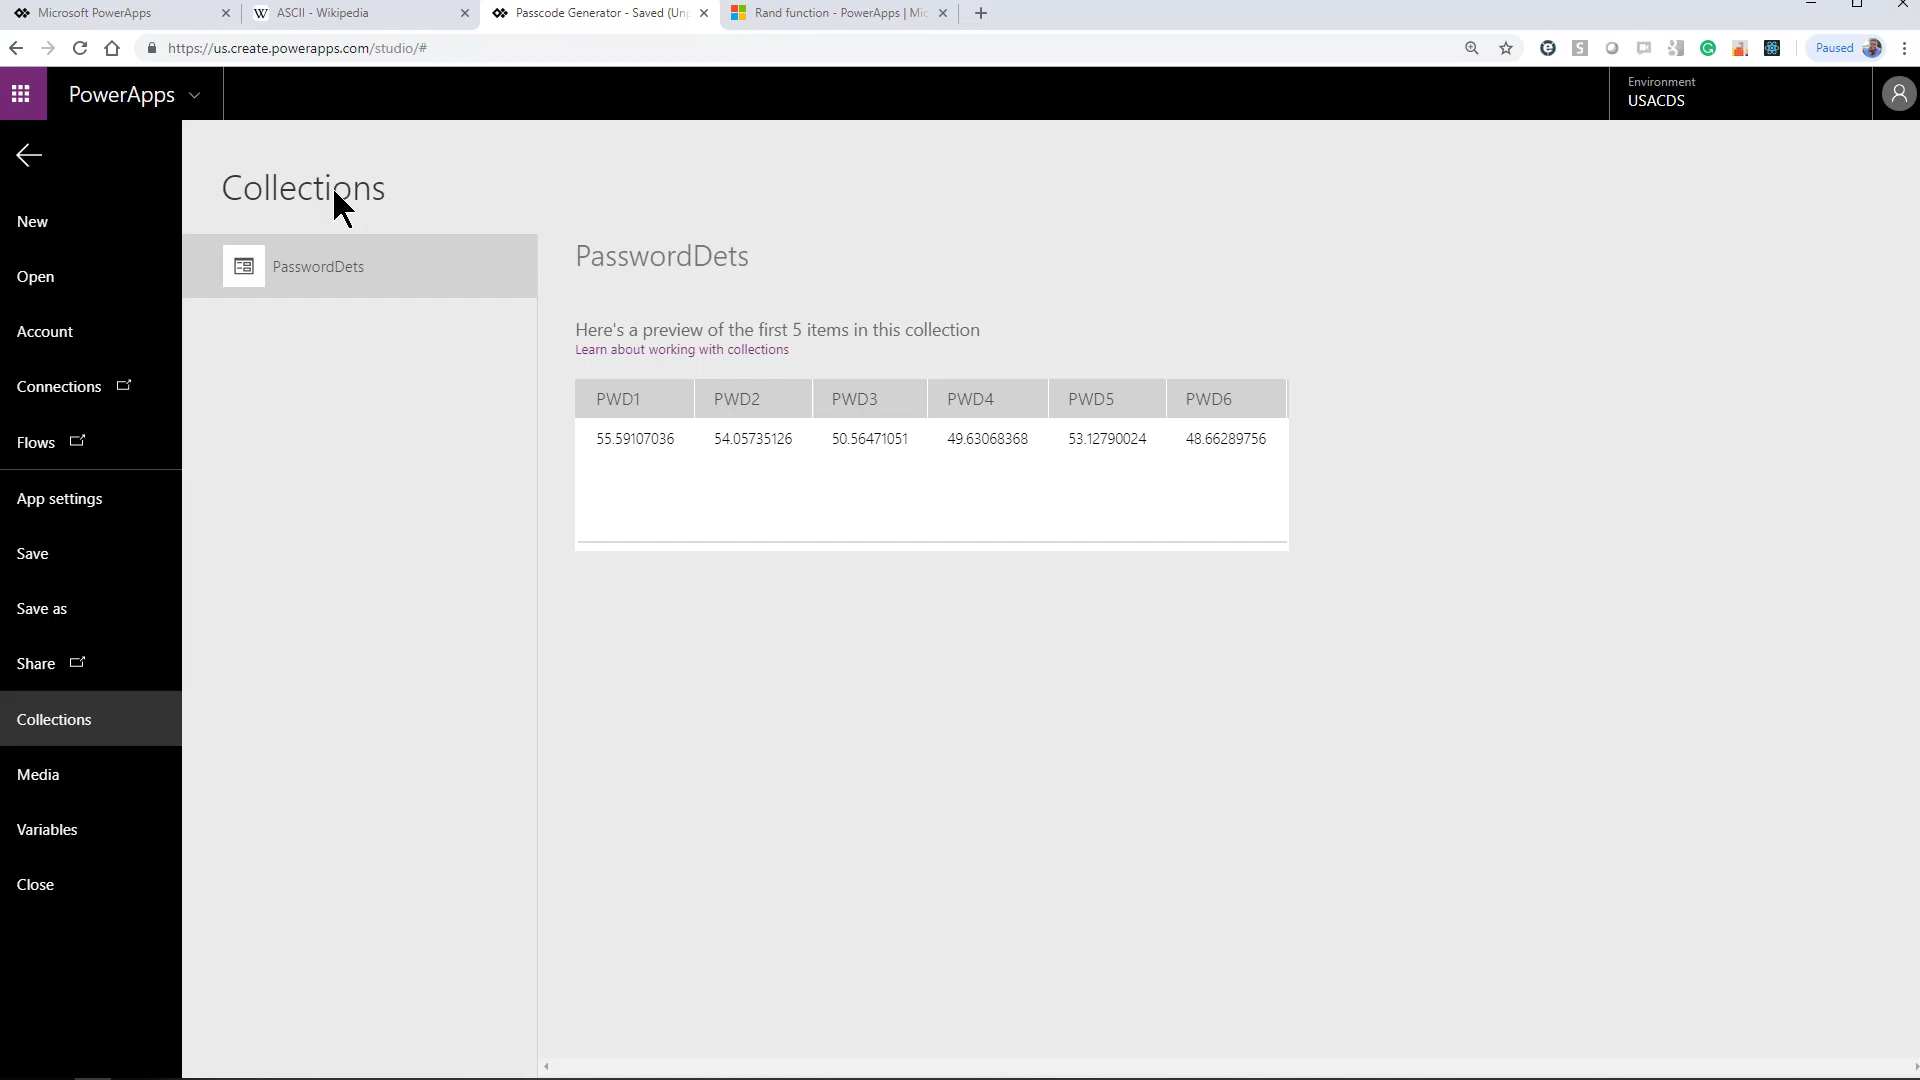 Microsoft PowerApps
ASCII - Wikipedia
Passcode Generator - Saved (Un
Rand function - PowerApps | Mi
https://us.create.powerapps.com/studio/#
Paused
PowerApps
Environment
USACDS
Collections
New
Open
Account
Connections
Flows
App settings
Save
Save as
Share
Collections
Media
Variables
Close
PasswordDets
PasswordDets
Here's a preview of the first 5 items in this collection
Learn about working with collections
PWD1 PWD2 PWD3 PWD4 PWD5 PWD6
55.59107036 54.05735126 50.56471051 49.63068368 53.12790024 48.66289756